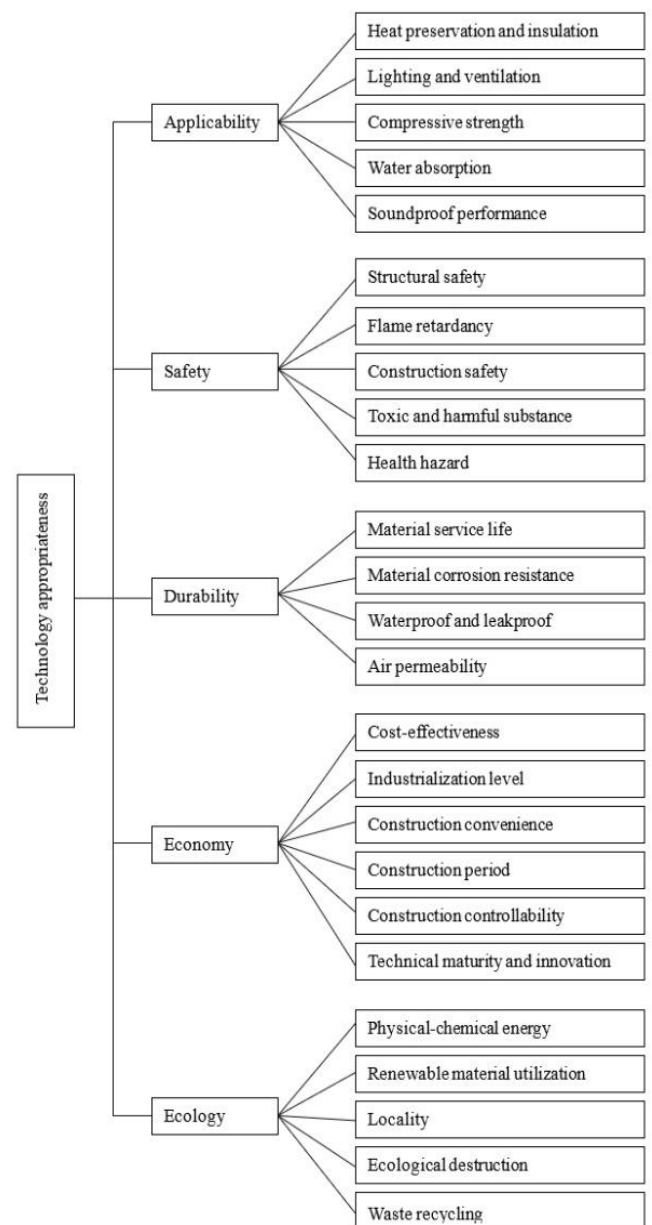 Technology appropriateness
Applicability
Heat preservation and insulation
Lighting and ventilation
Compressive strength
Water absorption
Soundproof performance
Safety
Structural safety
Flame retardancy
Construction safety
Toxic and harmful substance
Health hazard
Durability
Material service life
Material corrosion resistance
Waterproof and leakproof
Air permeability
Economy
Cost-effectiveness
Industrialization level
Construction convenience
Construction period
Construction controllability
Technical maturity and innovation
Ecology
Physical-chemical energy
Renewable material utilization
Locality
Ecological destruction
Waste recycling